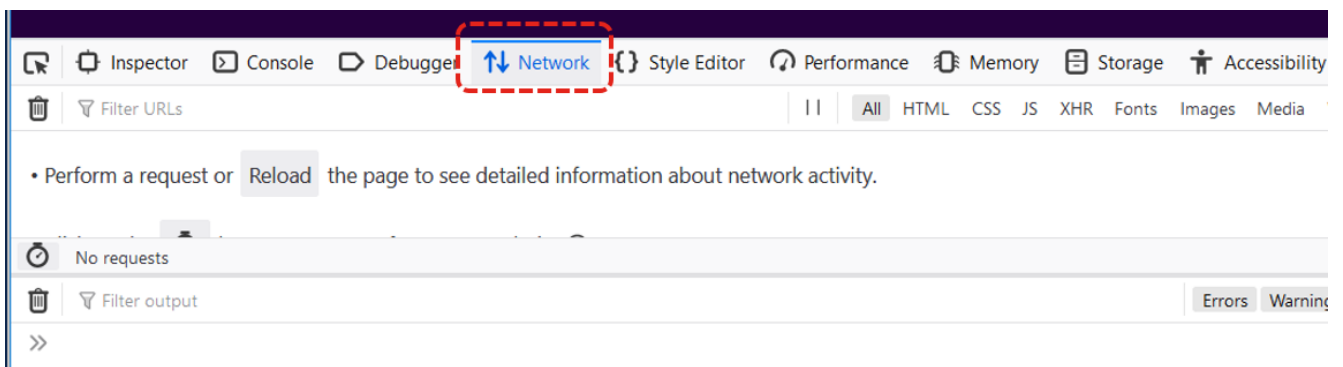 Inspector Console Debugger Network {} Style Editor Performance Memory Storage Accessibility
Filter URLs All HTML CSS JS XHR Fonts Images Media
• Perform a request or Reload the page to see detailed information about network activity.
No requests
Filter output Errors